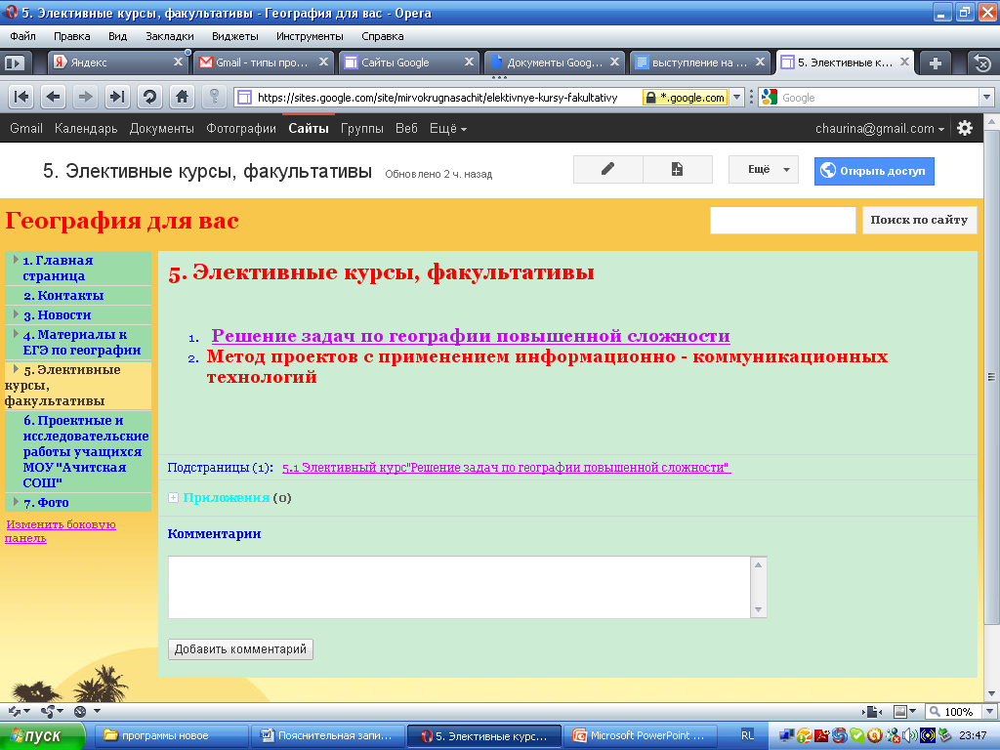 5. Элективные курсы, факультативы - География для вас - Opera
Файл Правка Вид Закладки Виджеты Инструменты Справка
Яндекс Gmail - типы про... Сайты Google Документы Goog... выступление на ... 5. Элективные к...
https://sites.google.com/site/mirvokrugnasachit/elektivnye-kursy-fakultativy *.google.com Google
Gmail Календарь Документы Фотографии Сайты Группы Веб Ещё chaurina@gmail.com
5. Элективные курсы, факультативы Обновлено 2 ч. назад Ещё Открыть доступ
География для вас Поиск по сайту
1. Главная
страница
2. Контакты
3. Новости
4. Материалы к
ЕГЭ по географии
5. Элективные
курсы,
факультативы
6. Проектные и
исследовательские
работы учащихся
МОУ "Ачитская
СОШ"
7. Фото
Изменить боковую
панель
5. Элективные курсы, факультативы
1. Решение задач по географии повышенной сложности
2. Метод проектов с применением информационно - коммуникационных
технологий
Подстраницы (1): 5.1 Элективный курс"Решение задач по географии повышенной сложности"
Приложения (0)
Комментарии
Добавить комментарий
100%
пуск программы новое Пояснительная запи... 5. Элективные курс... Microsoft PowerPoint ... RL 23:47